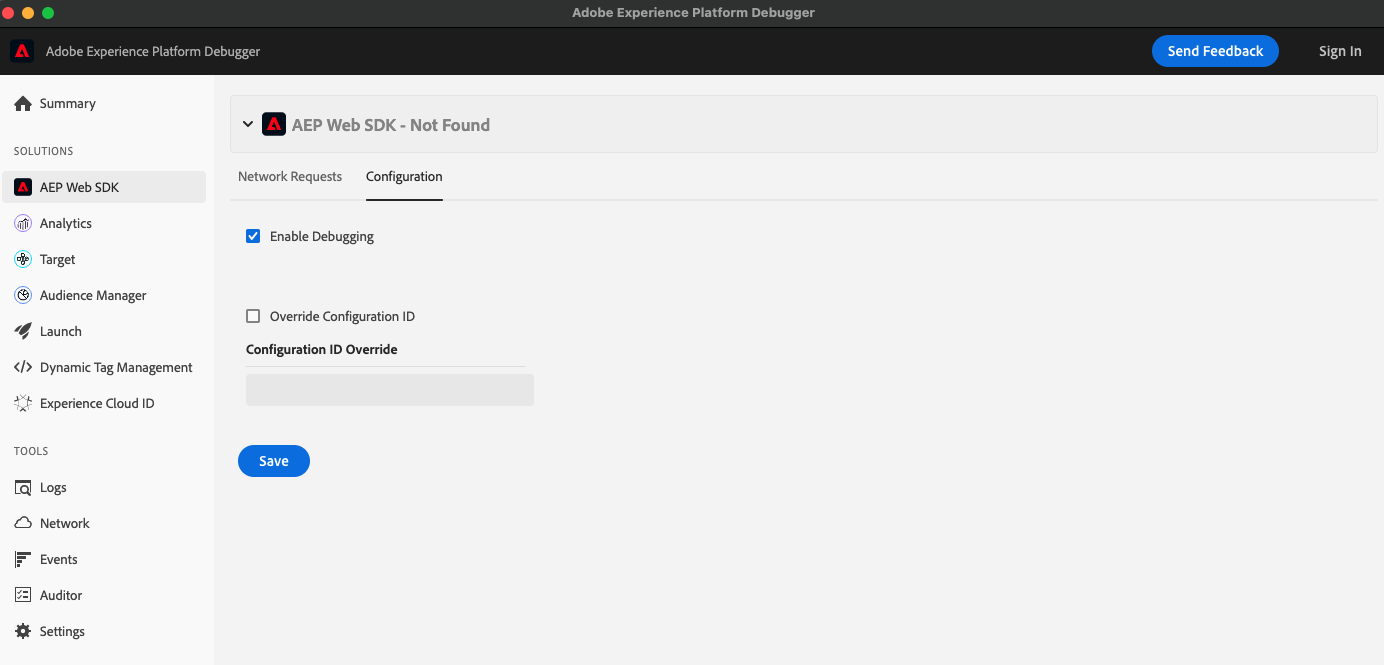 Adobe Experience Platform Debugger
Adobe Experience Platform Debugger
Send Feedback
Sign In
Summary
SOLUTIONS
AEP Web SDK
Analytics
Target
Audience Manager
Launch
Dynamic Tag Management
Experience Cloud ID
TOOLS
Logs
Network
Events
Auditor
Settings
AEP Web SDK - Not Found
Network Requests
Configuration
Enable Debugging
Override Configuration ID
Configuration ID Override
Save